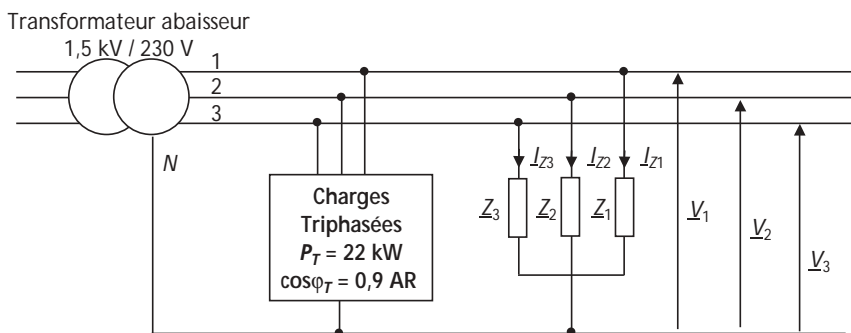 Transformateur abaisseur
1,5 kV / 230 V
1
2
3
N
Charges
Triphasées
P_T = 22 kW
cosφ_T = 0,9 AR
I_Z3 I_Z2 I_Z1
Z_3 Z_2 Z_1
V_1
V_2
V_3